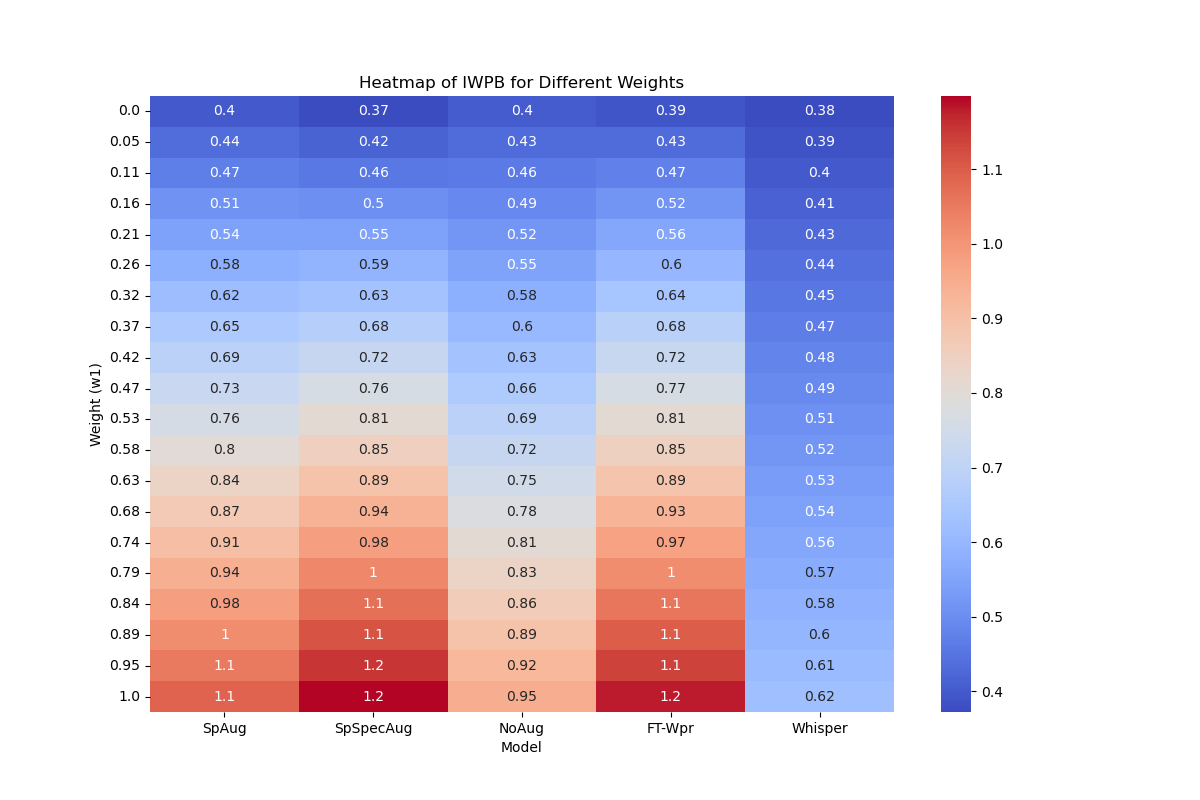 Heatmap of IWPB for Different Weights
0.0 0.4 0.37 0.4 0.39 0.38
0.05 0.44 0.42 0.43 0.43 0.39
0.11 0.47 0.46 0.46 0.47 0.4
0.16 0.51 0.5 0.49 0.52 0.41
0.21 0.54 0.55 0.52 0.56 0.43
0.26 0.58 0.59 0.55 0.6 0.44
0.32 0.62 0.63 0.58 0.64 0.45
0.37 0.65 0.68 0.6 0.68 0.47
0.42 0.69 0.72 0.63 0.72 0.48
0.47 0.73 0.76 0.66 0.77 0.49
0.53 0.76 0.81 0.69 0.81 0.51
0.58 0.8 0.85 0.72 0.85 0.52
0.63 0.84 0.89 0.75 0.89 0.53
0.68 0.87 0.94 0.78 0.93 0.54
0.74 0.91 0.98 0.81 0.97 0.56
0.79 0.94 1 0.83 1 0.57
0.84 0.98 1.1 0.86 1.1 0.58
0.89 1 1.1 0.89 1.1 0.6
0.95 1.1 1.2 0.92 1.1 0.61
1.0 1.1 1.2 0.95 1.2 0.62
SpAug SpSpecAug NoAug FT-Wpr Whisper
Model
Weight (w1)
1.1
1.0
0.9
0.8
0.7
0.6
0.5
0.4